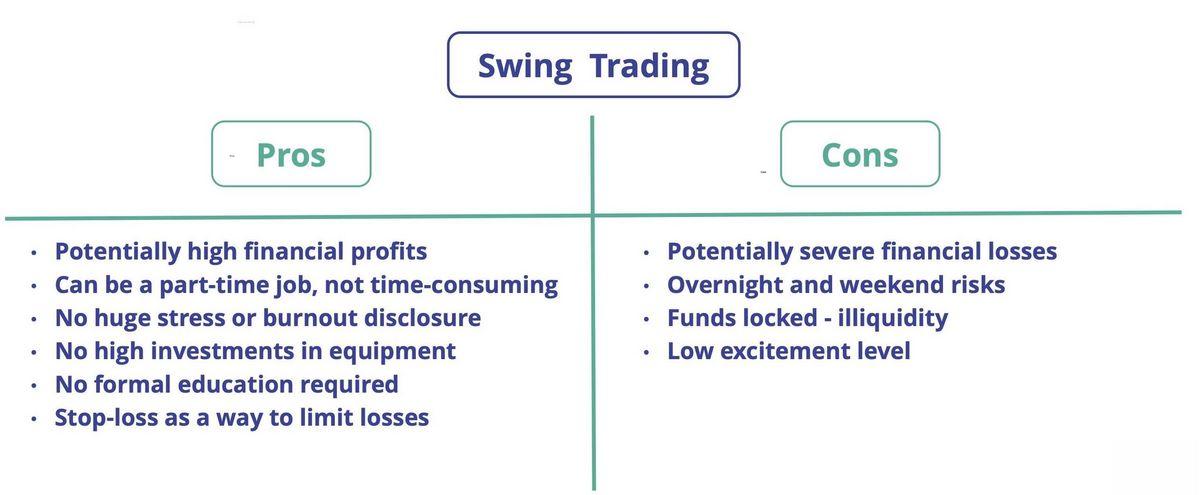 Swing Trading
Pros
Cons
· Potentially high financial profits
· Can be a part-time job, not time-consuming
· No huge stress or burnout disclosure
· No high investments in equipment
· No formal education required
· Stop-loss as a way to limit losses
· Potentially severe financial losses
· Overnight and weekend risks
· Funds locked - illiquidity
· Low excitement level